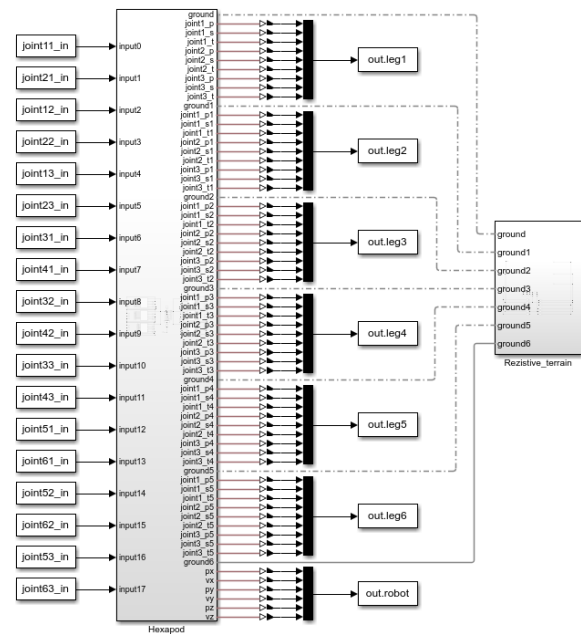 joint11_in
joint21_in
joint12_in
joint22_in
joint13_in
joint23_in
joint31_in
joint41_in
joint32_in
joint42_in
joint33_in
joint43_in
joint51_in
joint61_in
joint52_in
joint62_in
joint53_in
joint63_in
input0
input1
input2
input3
input4
input5
input6
input7
input8
input9
input10
input11
input12
input13
input14
input15
input16
input17
ground
joint1_p
joint1_s
joint1_t
joint2_p
joint2_s
joint2_t
joint3_p
joint3_s
joint3_t
ground1
joint1_p1
joint1_s1
joint1_t1
joint2_p1
joint2_s1
joint2_t1
joint3_p1
joint3_s1
joint3_t1
ground2
joint1_p2
joint1_s2
joint1_t2
joint2_p2
joint2_s2
joint2_t2
joint3_p2
joint3_s2
joint3_t2
ground3
joint1_p3
joint1_s3
joint1_t3
joint2_p3
joint2_s3
joint2_t3
joint3_p3
joint3_s3
joint3_t3
ground4
joint1_p4
joint1_s4
joint1_t4
joint2_p4
joint2_s4
joint2_t4
joint3_p4
joint3_s4
joint3_t4
ground5
joint1_p5
joint1_s5
joint1_t5
joint2_p5
joint2_s5
joint2_t5
joint3_p5
joint3_s5
joint3_t5
ground6
px
vx
py
vy
pz
vz
Hexapod
out.leg1
out.leg2
out.leg3
out.leg4
out.leg5
out.leg6
out.robot
ground
ground1
ground2
ground3
ground4
ground5
ground6
Rezistive_terrain